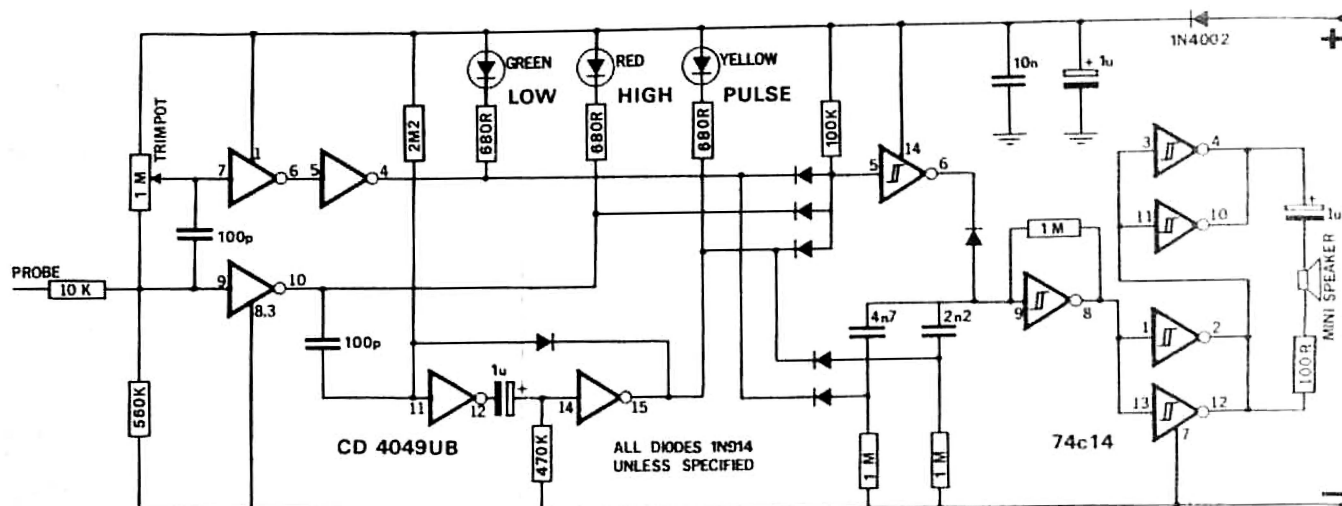 1N4002
+
GREEN
LOW
RED
HIGH
YELLOW
PULSE
10n
+
1u
TRIMPOT
1 M
2M2
680R
680R
680R
100K
7
1
6
5
4
5
14
6
3
4
11
10
+
1u
100p
1 M
PROBE
10 K
9
10
8.3
4n7
2n2
9
8
MINI SPEAKER
100p
1
2
100R
560K
1u
+
11
12
14
15
13
12
7
CD 4049UB
470K
ALL DIODES 1N914
UNLESS SPECIFIED
1 M
1 M
74c14
−